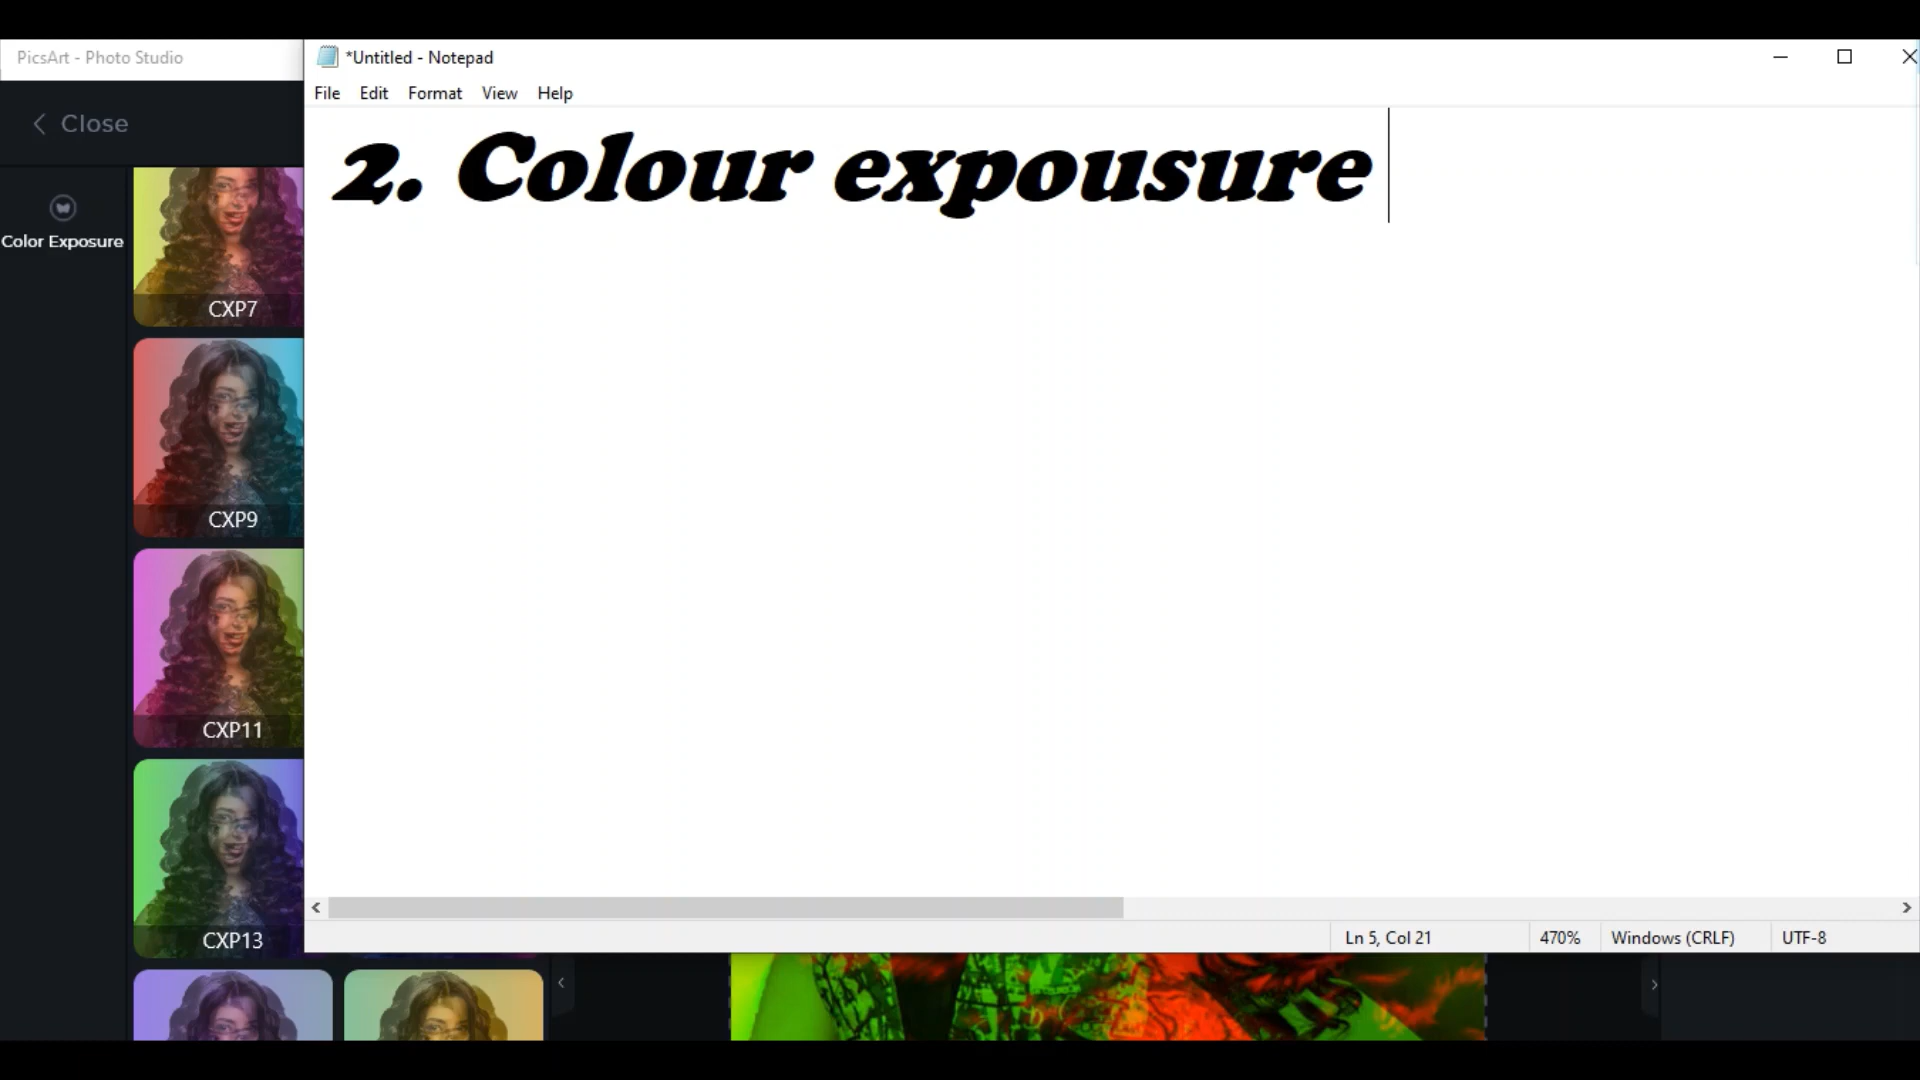 PicsArt - Photo Studio
*Untitled - Notepad
File Edit Format View Help
Close
2. Colour expousure
Color Exposure
CXP7
CXP9
CXP11
CXP13
Ln 5, Col 21
470%
Windows (CRLF)
UTF-8